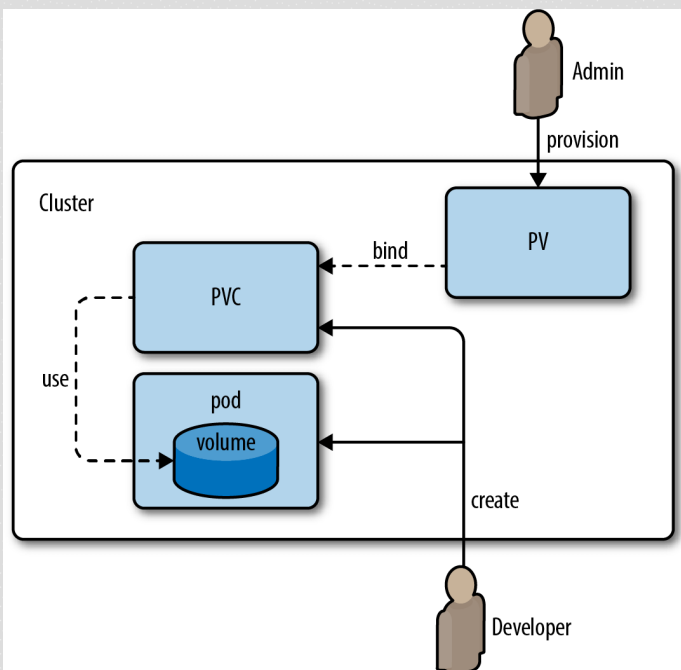 Admin
provision
Cluster
PV
bind
PVC
use
pod
volume
create
Developer